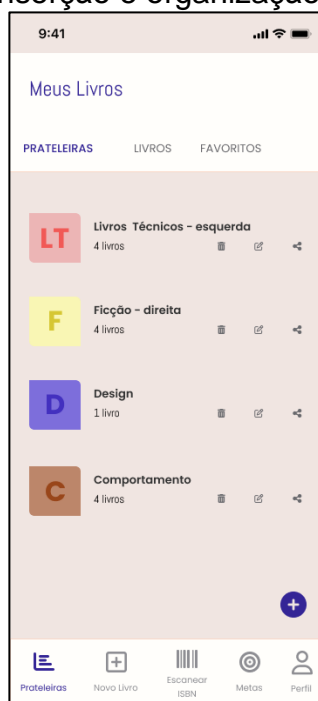 nserção e organização
9:41
Meus Livros
PRATELEIRAS LIVROS FAVORITOS
LT
Livros Técnicos - esquerda
4 livros
F
Ficção - direita
4 livros
D
Design
1 livro
C
Comportamento
4 livros
Prateleiras
Novo Livro
Escanear
ISBN
Metas
Perfil